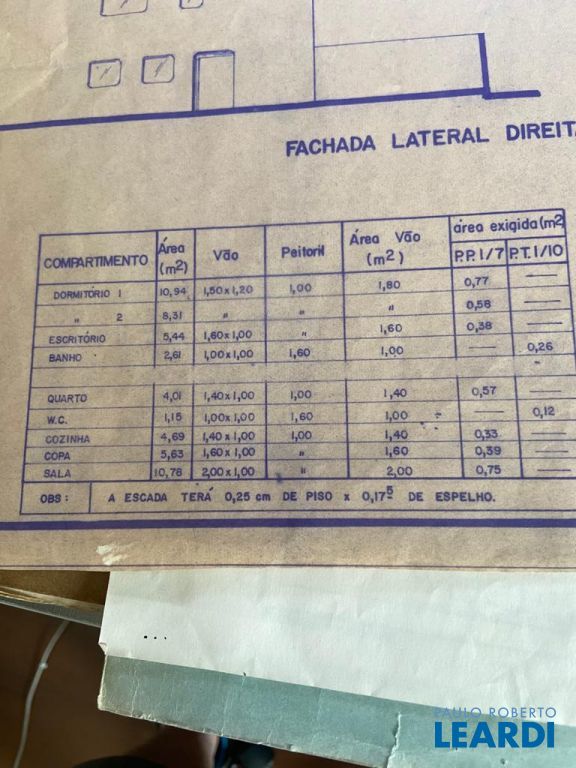 FACHADA LATERAL DIREITA
COMPARTIMENTO Área (m2) Vão Peitoril Área Vão (m2) área exigida (m2) P.P. 1/7 P.T. 1/10
DORMITÓRIO 1 10,94 1,50 x 1,20 1,00 1,80 0,77 —
" 2 8,31 " " " 0,58 —
ESCRITÓRIO 5,44 1,60 x 1,00 " 1,60 0,38 —
BANHO 2,61 1,00 x 1,00 1,60 1,00 — 0,26
QUARTO 4,01 1,40 x 1,00 1,00 1,40 0,57 —
W.C. 1,15 1,00 x 1,00 1,60 1,00 — 0,12
COZINHA 4,69 1,40 x 1,00 1,00 1,40 0,33 —
COPA 5,63 1,60 x 1,00 " 1,60 0,39 —
SALA 10,78 2,00 x 1,00 " 2,00 0,75 —
OBS : A ESCADA TERÁ 0,25 cm DE PISO x 0,17⁵ DE ESPELHO.
PAULO ROBERTO
LEARDI